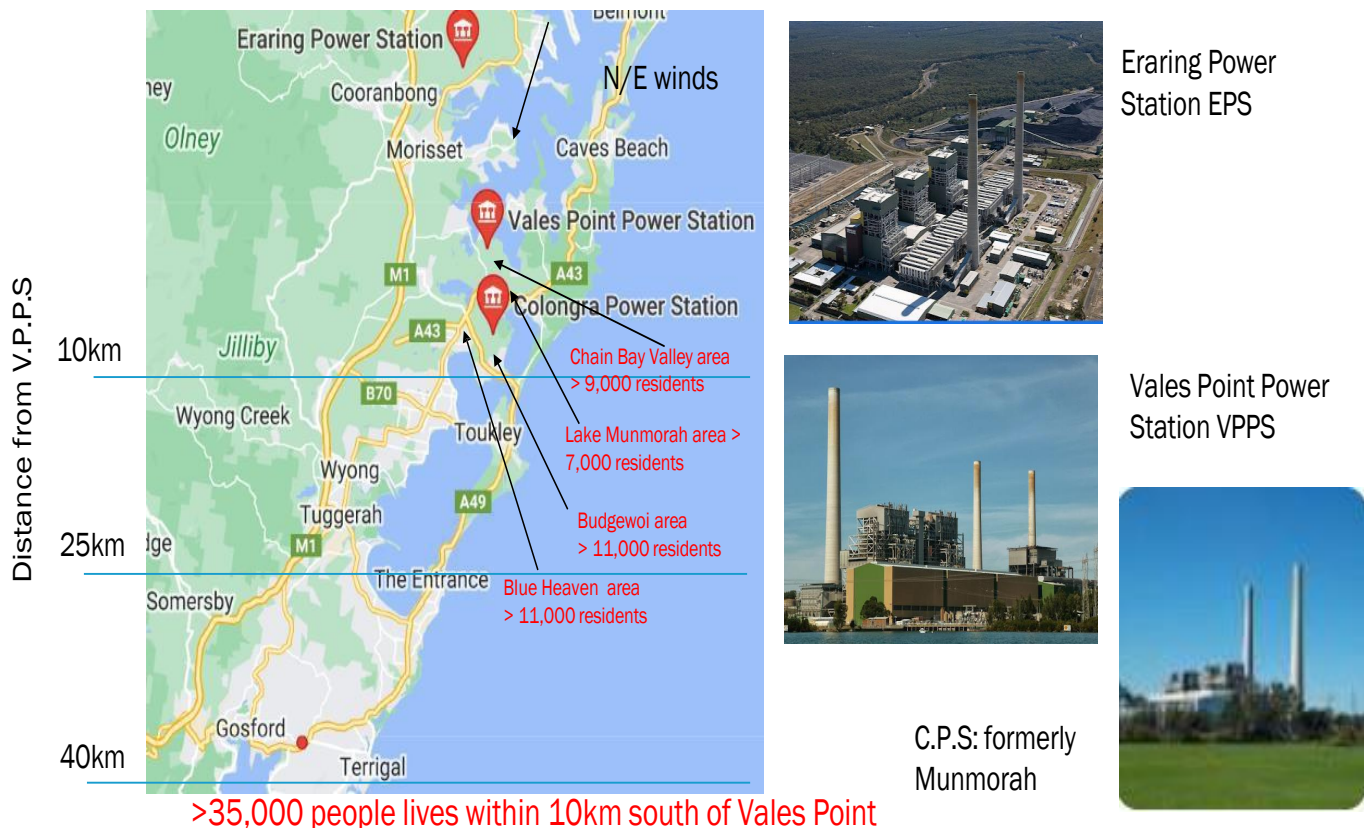 Distance from V.P.P.S
10km
25km
40km
Belmont
Eraring Power Station
N/E winds
ney
Cooranbong
Olney
Morisset
Caves Beach
Vales Point Power Station
M1
A43
Colongra Power Station
A43
Jilliby
Chain Bay Valley area
> 9,000 residents
B70
Wyong Creek
Toukley
Lake Munmorah area >
7,000 residents
Wyong
A49
Tuggerah
Budgewoi area
> 11,000 residents
M1
dge
The Entrance
Blue Heaven area
> 11,000 residents
Somersby
Gosford
Terrigal
>35,000 people lives within 10km south of Vales Point
Eraring Power
Station EPS
Vales Point Power
Station VPPS
C.P.S: formerly
Munmorah